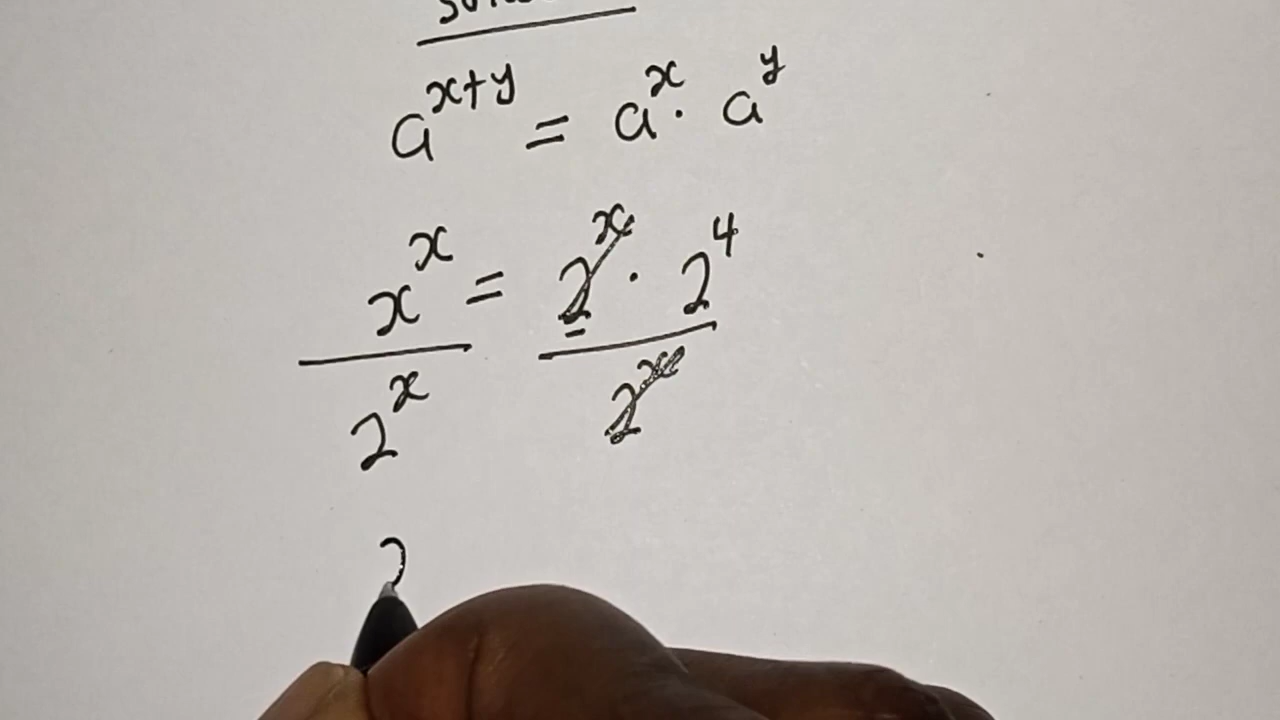 a^{x+y} = a^x · a^y
x^x / 2^x = 2^x · 2^4 / 2^x